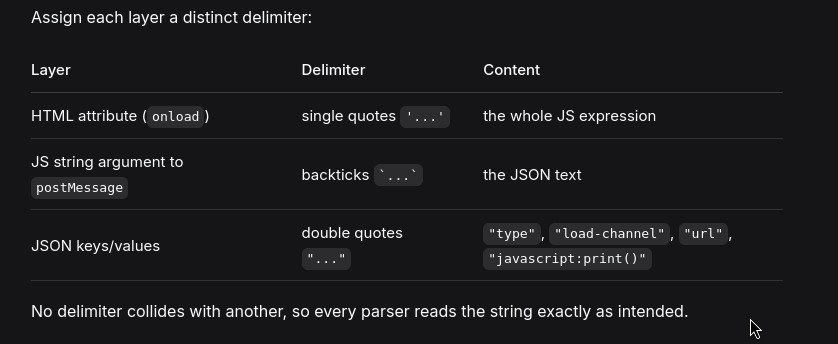 Assign each layer a distinct delimiter:
Layer Delimiter Content
HTML attribute (onload) single quotes '...' the whole JS expression
JS string argument to
postMessage
backticks `...` the JSON text
JSON keys/values
double quotes
"..."
"type", "load-channel", "url",
"javascript:print()"
No delimiter collides with another, so every parser reads the string exactly as intended.